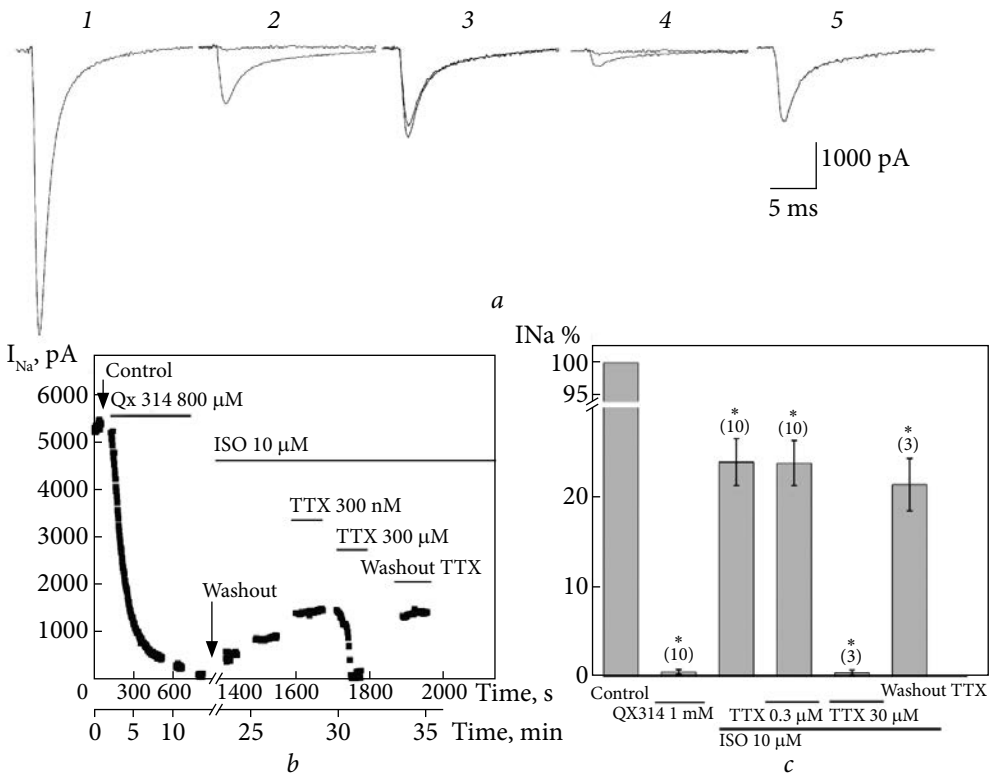 1 2 3 4 5
1000 pA
5 ms
a
I_Na, pA
Control
Qx 314 800 µM
ISO 10 µM
TTX 300 nM
TTX 300 µM
Washout TTX
Washout
6000
5000
4000
3000
2000
1000
0 300 600 1400 1600 1800 2000 Time, s
0 5 10 25 30 35 Time, min
b
INa %
100
95
20
10
0
*
(10)
*
(10)
*
(10)
*
(3)
*
(3)
Control
QX314 1 mM
TTX 0.3 µM
TTX 30 µM
Washout TTX
ISO 10 µM
c